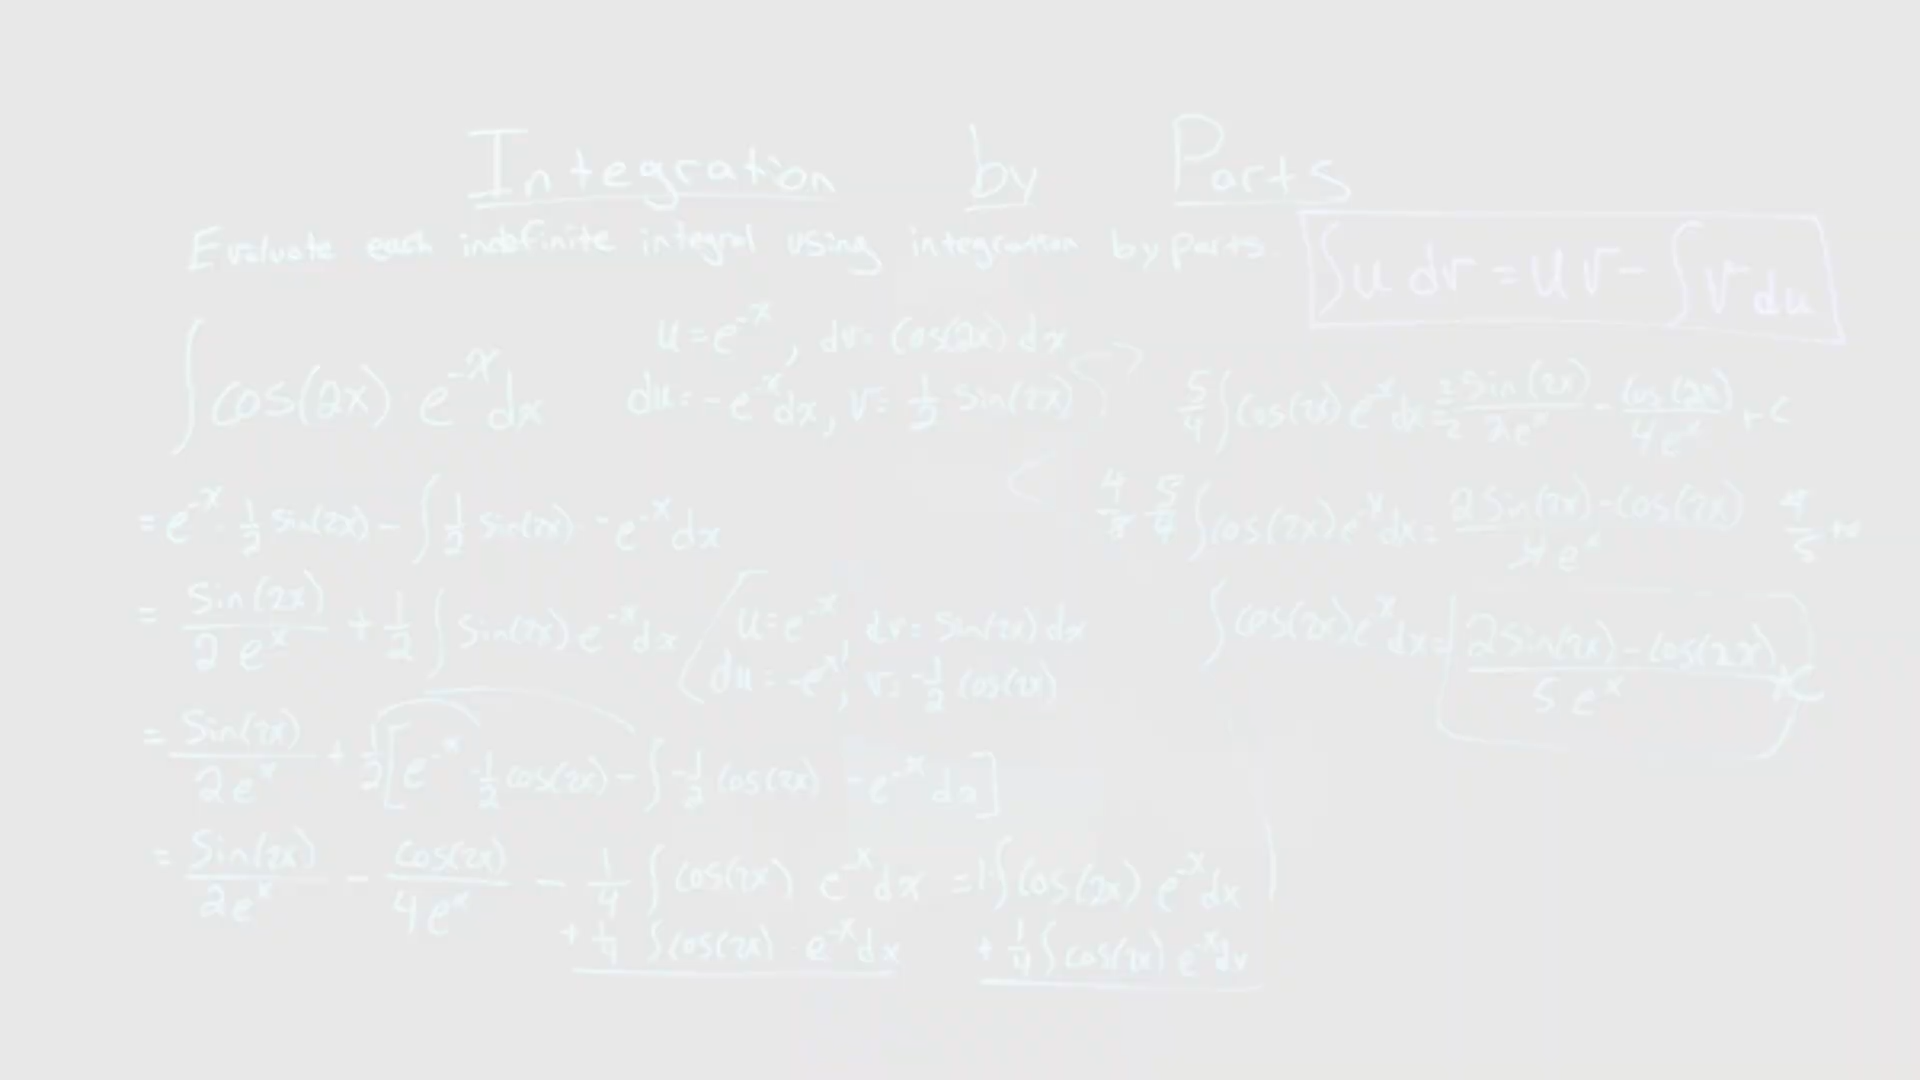 Integration by Parts
Evaluate each indefinite integral using integration by parts
∫u dv = uv - ∫v du
∫cos(2x) e^-x dx
u = e^-x, dv = cos(2x) dx
du = -e^-x dx, v = 1/2 sin(2x)
= e^-x · 1/2 sin(2x) - ∫ 1/2 sin(2x) · -e^-x dx
= sin(2x)/2e^x + 1/2 ∫ sin(2x) e^-x dx
u = e^-x dv = sin(2x) dx
du = -e^-x, v = -1/2 cos(2x)
= sin(2x)/2e^x + 1/2[e^-x · -1/2 cos(2x) - ∫ -1/2 cos(2x) · -e^-x dx]
= sin(2x)/2e^x - cos(2x)/4e^x - 1/4 ∫ cos(2x) e^-x dx = 1∫cos(2x) e^-x dx
+ 1/4 ∫cos(2x) e^-x dx + 1/4 ∫cos(2x) e^-x dx
5/4 ∫cos(2x) e^-x dx = sin(2x)/2e^x - cos(2x)/4e^x + C
4/5 · 5/4 ∫cos(2x) e^-x dx = 2sin(2x) - cos(2x)/4e^x · 4/5
∫cos(2x) e^-x dx = 2sin(2x) - cos(2x)/5e^x + C